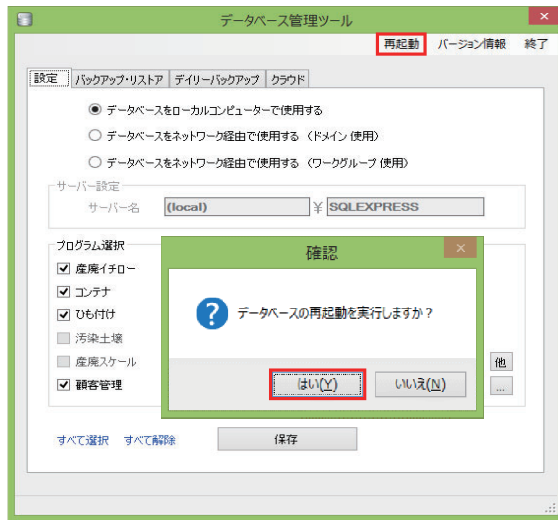 データベース管理ツール
再起動 バージョン情報 終了
設定 バックアップ・リストア デイリーバックアップ クラウド
データベースをローカルコンピューターで使用する
データベースをネットワーク経由で使用する (ドメイン 使用)
データベースをネットワーク経由で使用する (ワークグループ 使用)
サーバー設定
サーバー名 (local) ¥ SQLEXPRESS
プログラム選択
産廃イチロー
コンテナ
ひも付け
汚染土壌
産廃スケール
顧客管理
確認
データベースの再起動を実行しますか?
はい(Y) いいえ(N)
他
...
すべて選択 すべて解除 保存